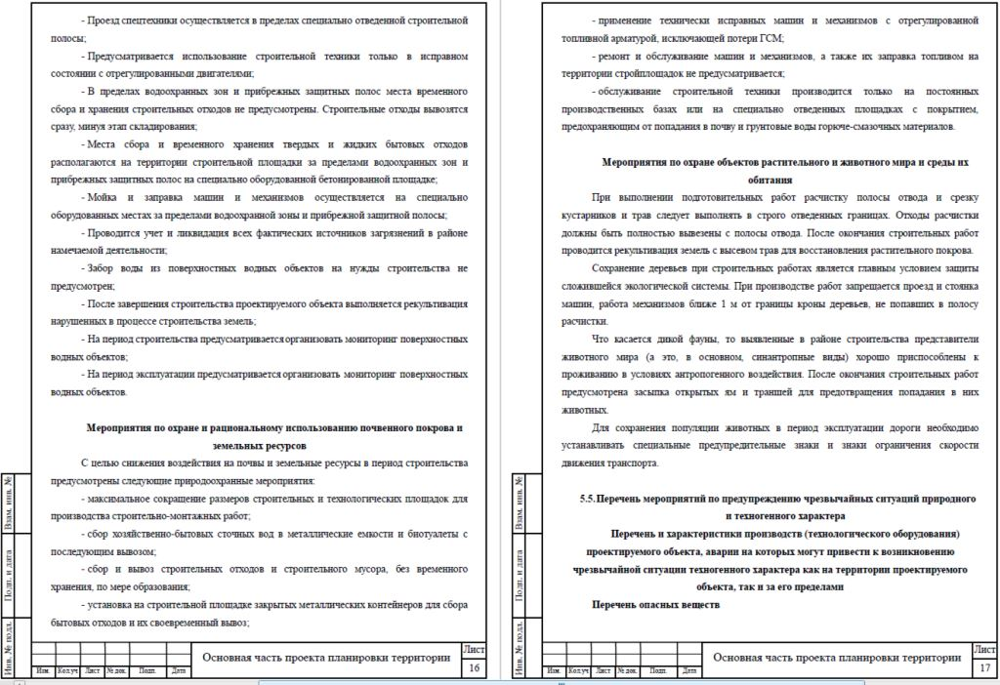 - Проезд спецтехники осуществляется в пределах специально отведенной строительной
полосы;
- Предусматривается использование строительной техники только в исправном
состоянии с отрегулированными двигателями;
- В пределах водоохранных зон и прибрежных защитных полос места временного
сбора и хранения строительных отходов не предусмотрены. Строительные отходы вывозятся
сразу, минуя этап складирования;
- Места сбора и временного хранения твердых и жидких бытовых отходов
располагаются на территории строительной площадки за пределами водоохранных зон и
прибрежных защитных полос на специально оборудованной бетонированной площадке;
- Мойка и заправка машин и механизмов осуществляется на специально
оборудованных местах за пределами водоохранной зоны и прибрежной защитной полосы;
- Проводится учет и ликвидация всех фактических источников загрязнений в районе
намечаемой деятельности;
- Забор воды из поверхностных водных объектов на нужды строительства не
предусмотрен;
- После завершения строительства проектируемого объекта выполняется рекультивация
нарушенных в процессе строительства земель;
- На период строительства предусматривается организовать мониторинг поверхностных
водных объектов;
- На период эксплуатации предусматривается организовать мониторинг поверхностных
водных объектов.
Мероприятия по охране и рациональному использованию почвенного покрова и
земельных ресурсов
С целью снижения воздействия на почвы и земельные ресурсы в период строительства
предусмотрены следующие природоохранные мероприятия:
- максимальное сокращение размеров строительных и технологических площадок для
производства строительно-монтажных работ;
- сбор хозяйственно-бытовых сточных вод в металлические емкости и биотуалеты с
последующим вывозом;
- сбор и вывоз строительных отходов и строительного мусора, без временного
хранения, по мере образования;
- установка на строительной площадке закрытых металлических контейнеров для сбора
бытовых отходов и их своевременный вывоз;
Взам. инв. №
Подп. и дата
Инв. № подл.
Изм. Кол.уч Лист № док. Подп. Дата
Основная часть проекта планировки территории
Лист
16
- применение технически исправных машин и механизмов с отрегулированной
топливной арматурой, исключающей потери ГСМ;
- ремонт и обслуживание машин и механизмов, а также их заправка топливом на
территории стройплощадок не предусматривается;
- обслуживание строительной техники производится только на постоянных
производственных базах или на специально отведенных площадках с покрытием,
предохраняющим от попадания в почву и грунтовые воды горюче-смазочных материалов.
Мероприятия по охране объектов растительного и животного мира и среды их
обитания
При выполнении подготовительных работ расчистку полосы отвода и срезку
кустарников и трав следует выполнять в строго отведенных границах. Отходы расчистки
должны быть полностью вывезены с полосы отвода. После окончания строительных работ
проводится рекультивация земель с высевом трав для восстановления растительного покрова.
Сохранение деревьев при строительных работах является главным условием защиты
сложившейся экологической системы. При производстве работ запрещается проезд и стоянка
машин, работа механизмов ближе 1 м от границы кроны деревьев, не попавших в полосу
расчистки.
Что касается дикой фауны, то выявленные в районе строительства представители
животного мира (а это, в основном, синантропные виды) хорошо приспособлены к
проживанию в условиях антропогенного воздействия. После окончания строительных работ
предусмотрена засыпка открытых ям и траншей для предотвращения попадания в них
животных.
Для сохранения популяции животных в период эксплуатации дороги необходимо
устанавливать специальные предупредительные знаки и знаки ограничения скорости
движения транспорта.
5.5.Перечень мероприятий по предупреждению чрезвычайных ситуаций природного
и техногенного характера
Перечень и характеристики производств (технологического оборудования)
проектируемого объекта, аварии на которых могут привести к возникновению
чрезвычайной ситуации техногенного характера как на территории проектируемого
объекта, так и за его пределами
Перечень опасных веществ
Взам. инв. №
Подп. и дата
Инв. № подл.
Изм. Кол.уч Лист № док. Подп. Дата
Основная часть проекта планировки территории
Лист
17